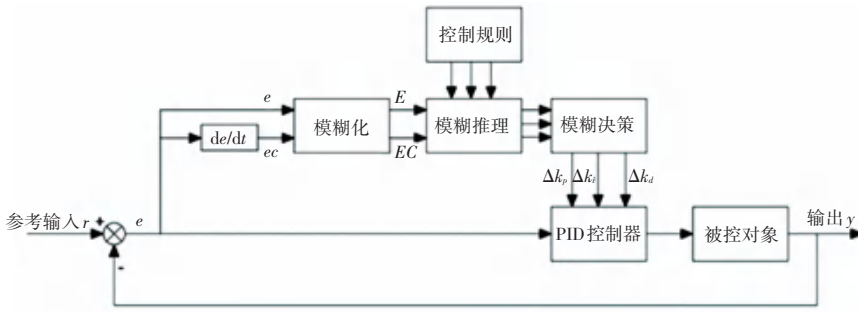 控制规则
e
E
模糊化
模糊推理
模糊决策
de/dt
ec
EC
Δkp
Δki
Δkd
参考输入r
+
e
PID控制器
被控对象
输出y
-